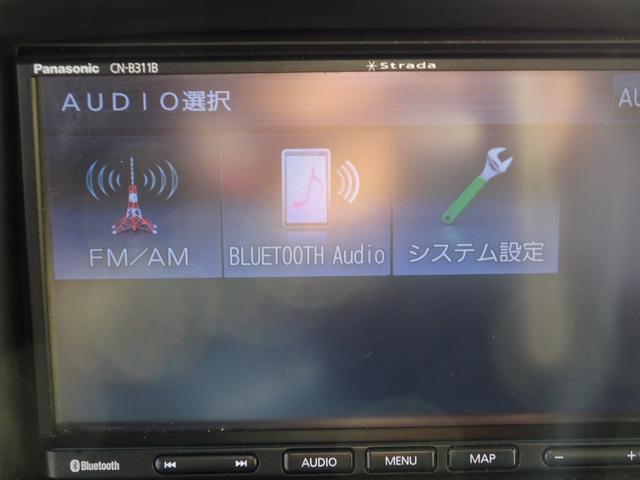 Panasonic CN-B311B Strada
AUDIO選択 AU
FM/AM BLUETOOTH Audio システム設定
Bluetooth AUDIO MENU MAP − +